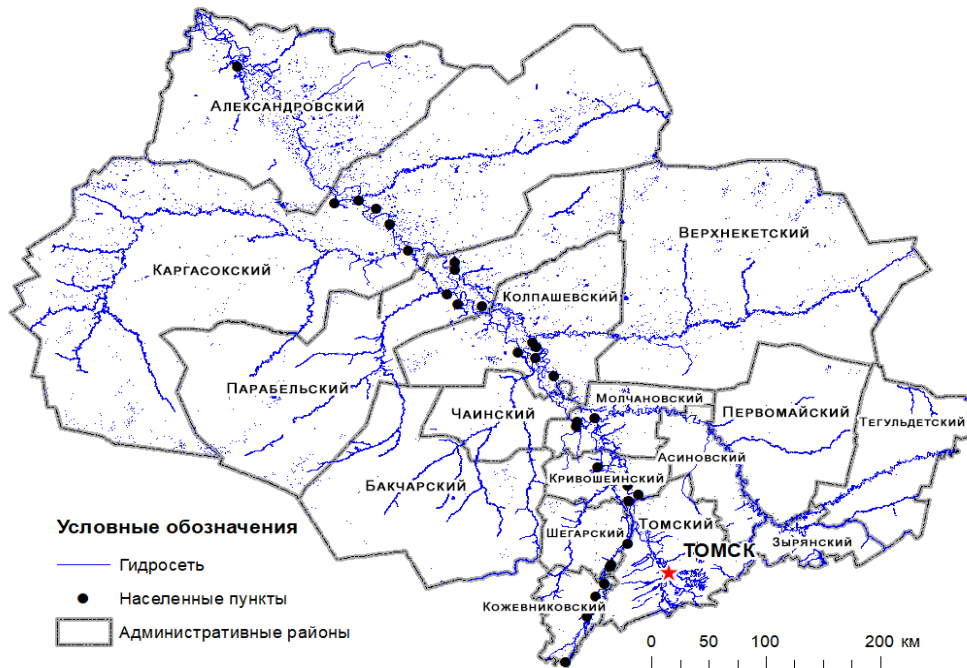 АЛЕКСАНДРОВСКИЙ
ВЕРХНЕКЕТСКИЙ
КАРГАСОКСКИЙ
КОЛПАШЕВСКИЙ
ПАРАБЕЛЬСКИЙ
МОЛЧАНОВСКИЙ
ЧАИНСКИЙ
ПЕРВОМАЙСКИЙ
ТЕГУЛЬДЕТСКИЙ
АСИНОВСКИЙ
БАКЧАРСКИЙ
КРИВОШЕИНСКИЙ
Условные обозначения
ШЕГАРСКИЙ
ТОМСКИЙ
ЗЫРЯНСКИЙ
ТОМСК
Гидросеть
Населенные пункты
КОЖЕВНИКОВСКИЙ
Административные районы
0 50 100 200 км